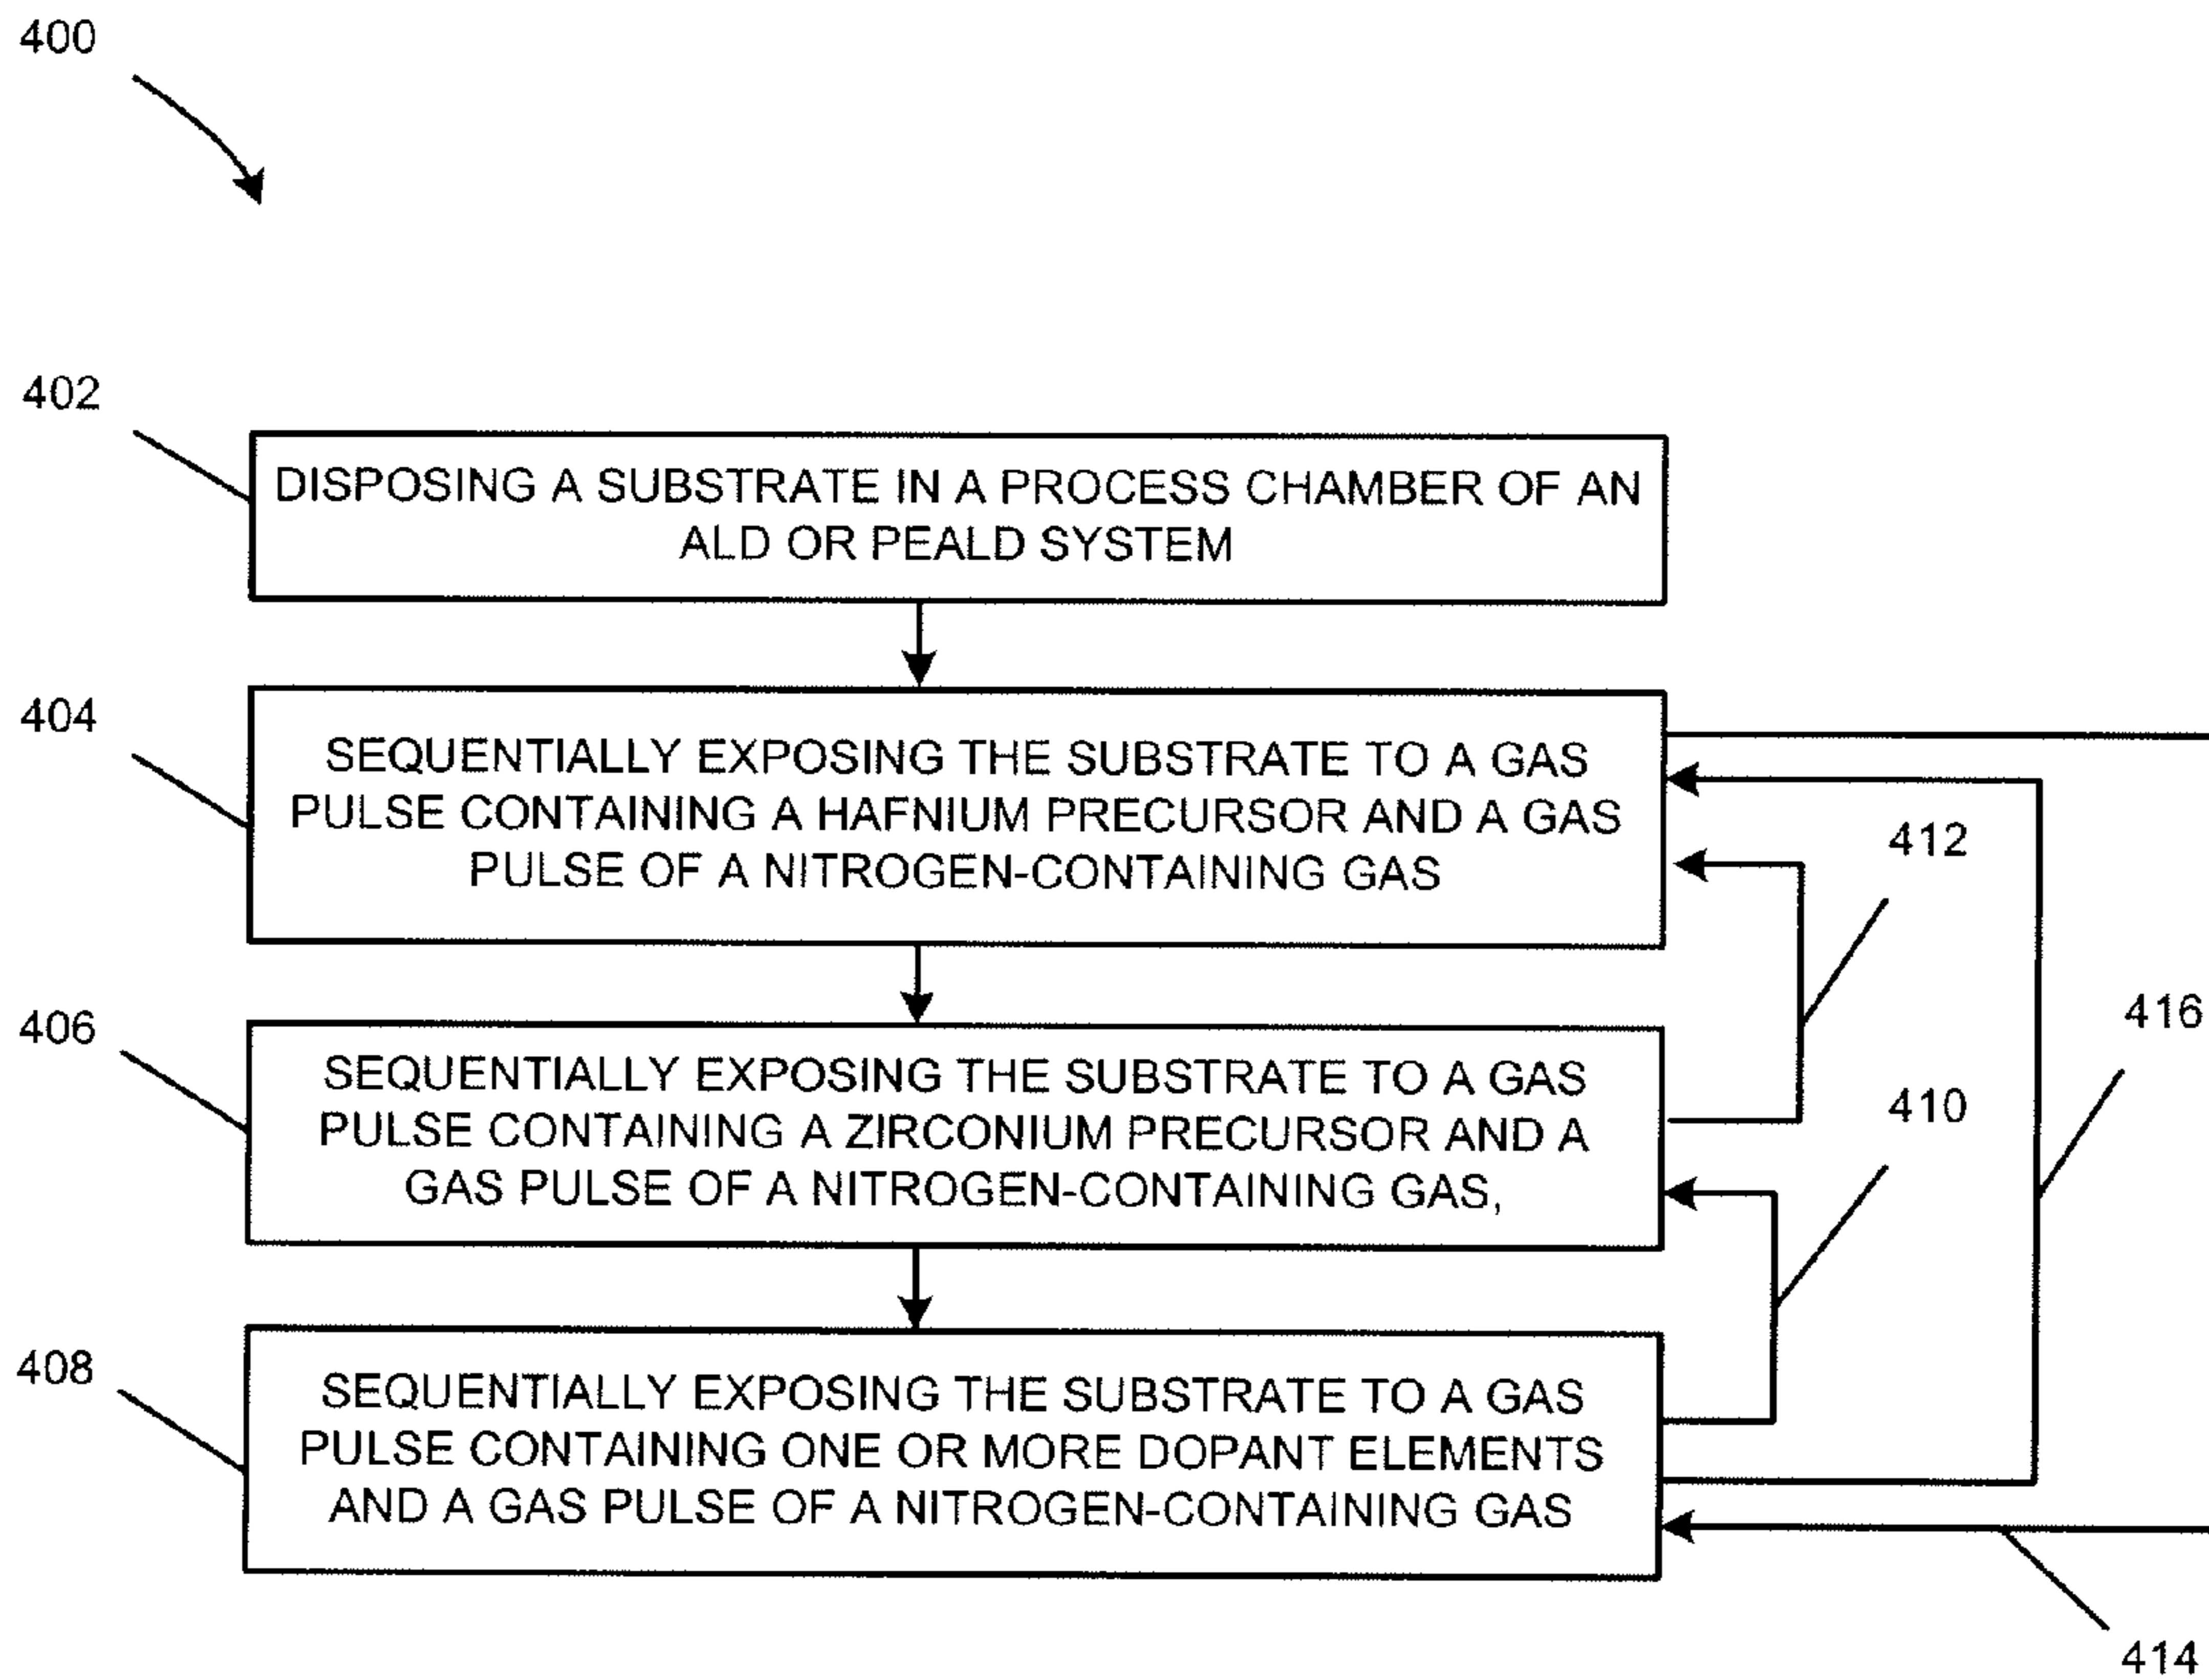 400
402
DISPOSING A SUBSTRATE IN A PROCESS CHAMBER OF AN
ALD OR PEALD SYSTEM
404
SEQUENTIALLY EXPOSING THE SUBSTRATE TO A GAS
PULSE CONTAINING A HAFNIUM PRECURSOR AND A GAS
PULSE OF A NITROGEN-CONTAINING GAS
412
416
406
SEQUENTIALLY EXPOSING THE SUBSTRATE TO A GAS
PULSE CONTAINING A ZIRCONIUM PRECURSOR AND A
GAS PULSE OF A NITROGEN-CONTAINING GAS,
410
408
SEQUENTIALLY EXPOSING THE SUBSTRATE TO A GAS
PULSE CONTAINING ONE OR MORE DOPANT ELEMENTS
AND A GAS PULSE OF A NITROGEN-CONTAINING GAS
414